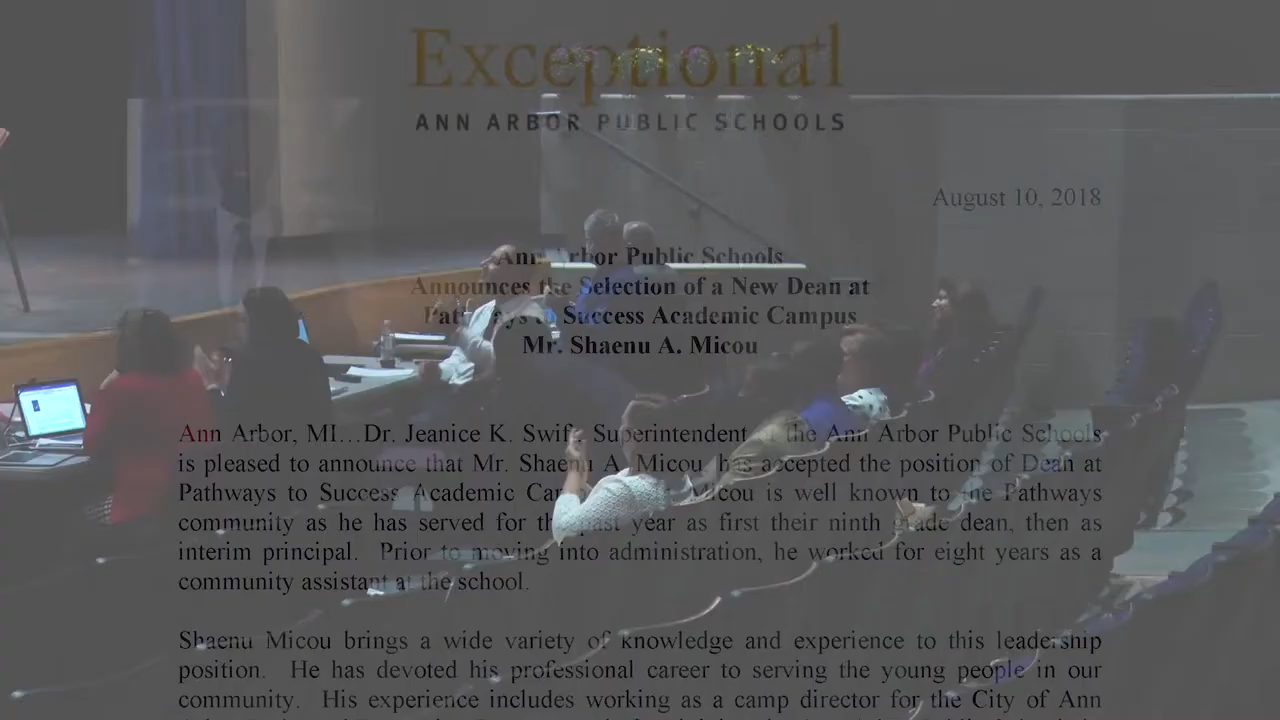 Exceptional
ANN ARBOR PUBLIC SCHOOLS
August 10, 2018
Ann Arbor Public Schools
Announces the Selection of a New Dean at
Pathways to Success Academic Campus
Mr. Shaenu A. Micou
Ann Arbor, MI…Dr. Jeanice K. Swift, Superintendent of the Ann Arbor Public Schools
is pleased to announce that Mr. Shaenu A. Micou has accepted the position of Dean at
Pathways to Success Academic Micou is well known to the Pathways
community as he has served for the past year as first their ninth grade dean, then as
interim principal. Prior to moving into administration, he worked for eight years as a
community assistant at the school.
Shaenu Micou brings a wide variety of knowledge and experience to this leadership
position. He has devoted his professional career to serving the young people in our
community. His experience includes working as a camp director for the City of Ann